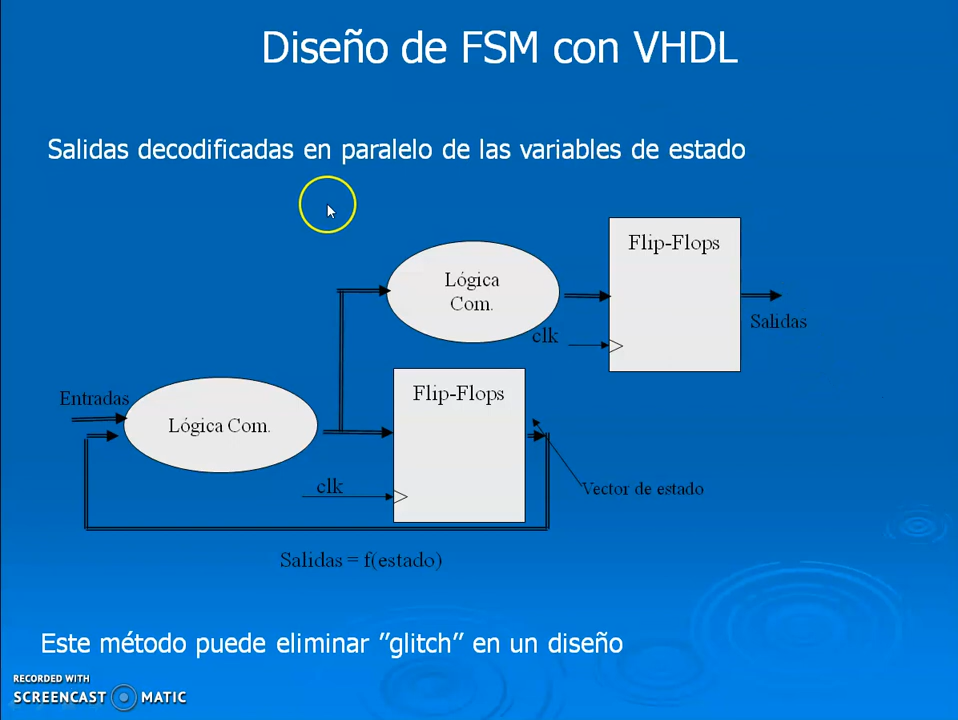 Diseño de FSM con VHDL
Salidas decodificadas en paralelo de las variables de estado
Flip-Flops
Lógica
Com.
clk
Salidas
Flip-Flops
Entradas
Lógica Com.
clk
Vector de estado
Salidas = f(estado)
Este método puede eliminar ”glitch” en un diseño
RECORDED WITH
SCREENCAST MATIC